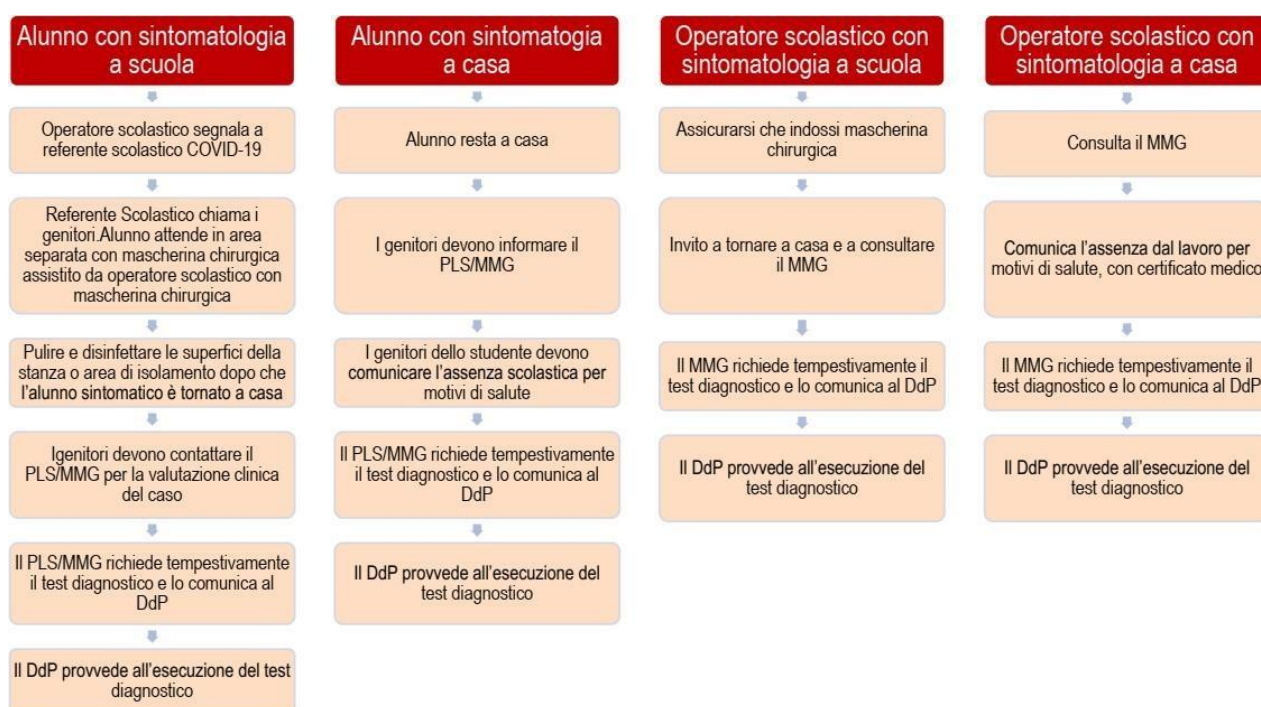 Alunno con sintomatologia
a scuola
Operatore scolastico segnala a
referente scolastico COVID-19
Referente Scolastico chiama i
genitori.Alunno attende in area
separata con mascherina chirurgica
assistito da operatore scolastico con
mascherina chirurgica
Pulire e disinfettare le superfici della
stanza o area di isolamento dopo che
l'alunno sintomatico è tornato a casa
Igenitori devono contattare il
PLS/MMG per la valutazione clinica
del caso
Il PLS/MMG richiede tempestivamente
il test diagnostico e lo comunica al
DdP
Il DdP provvede all'esecuzione del test
diagnostico
Alunno con sintomatogia
a casa
Alunno resta a casa
I genitori devono informare il
PLS/MMG
I genitori dello studente devono
comunicare l'assenza scolastica per
motivi di salute
Il PLS/MMG richiede tempestivamente
il test diagnostico e lo comunica al
DdP
Il DdP provvede all'esecuzione del
test diagnostico
Operatore scolastico con
sintomatologia a scuola
Assicurarsi che indossi mascherina
chirurgica
Invito a tornare a casa e a consultare
il MMG
Il MMG richiede tempestivamente il
test diagnostico e lo comunica al DdP
Il DdP provvede all'esecuzione del
test diagnostico
Operatore scolastico con
sintomatologia a casa
Consulta il MMG
Comunica l'assenza dal lavoro per
motivi di salute, con certificato medico
Il MMG richiede tempestivamente il
test diagnostico e lo comunica al DdP
Il DdP provvede all'esecuzione del
test diagnostico